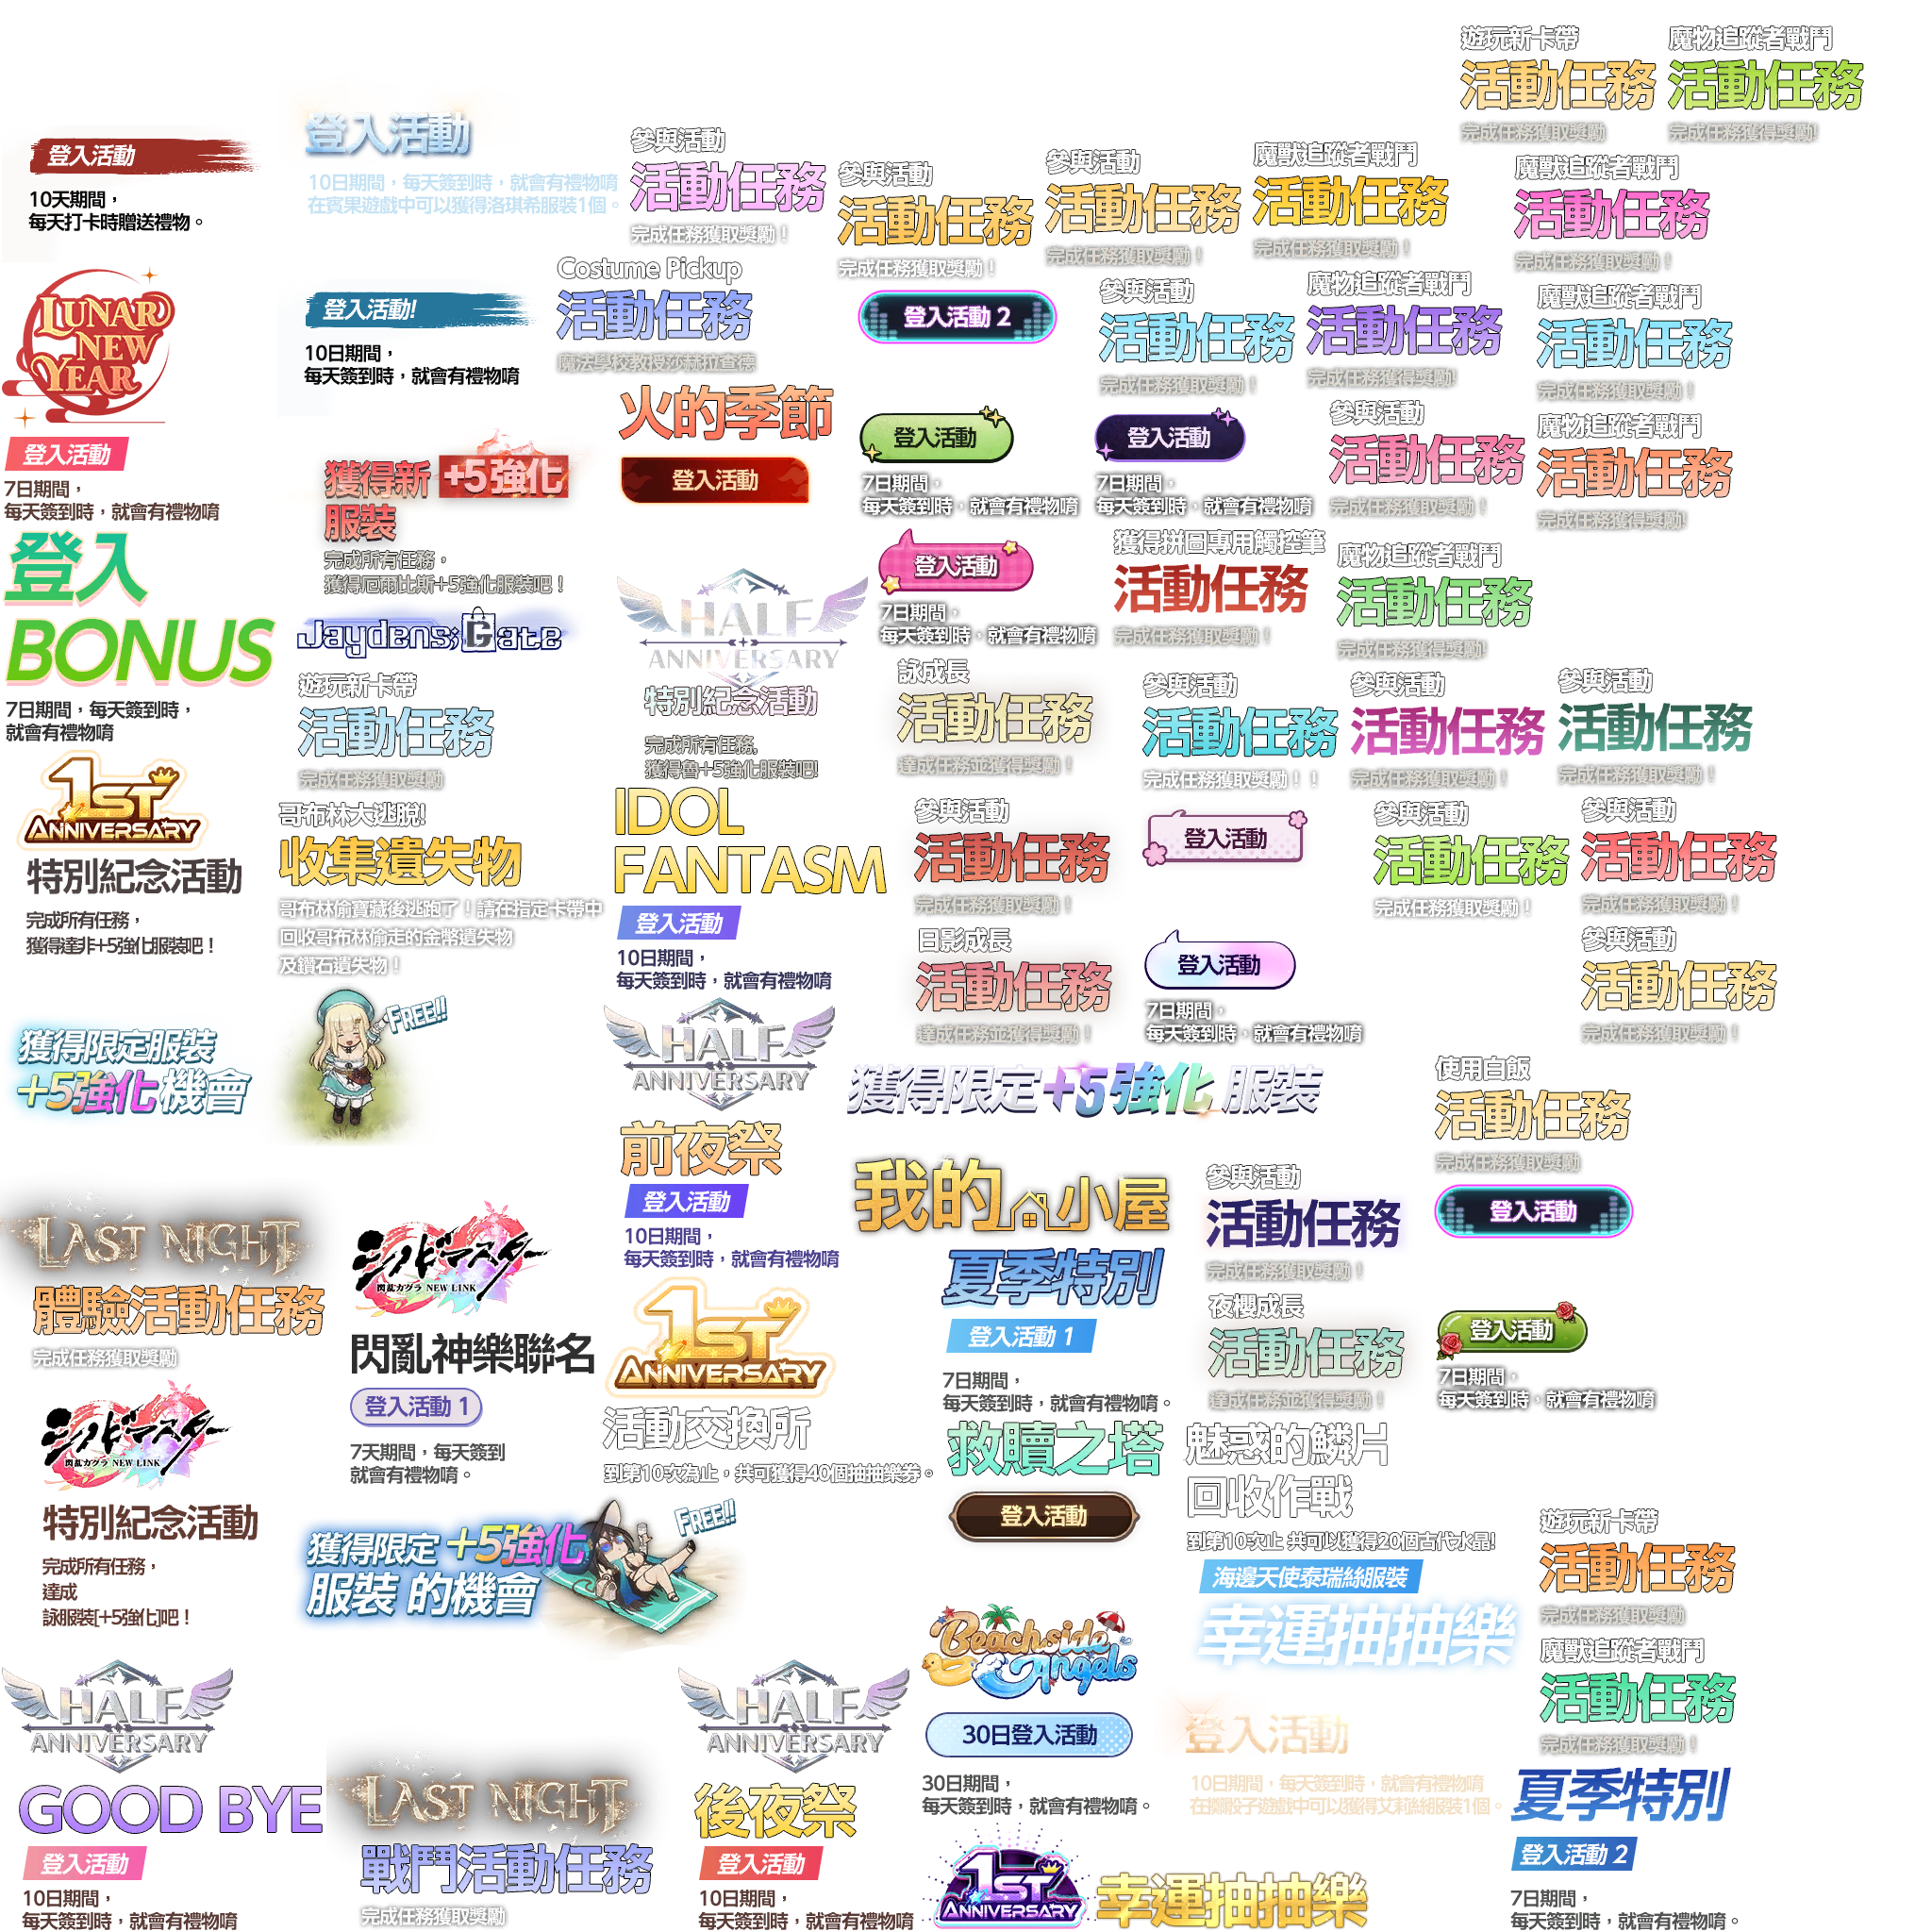 遊玩新卡帶
活動任務
完成任務獲取獎勵
魔物追蹤者戰鬥
活動任務
完成任務獲得獎勵!
登入活動
10天期間，
每天打卡時贈送禮物。
登入活動
10日期間，每天簽到時，就會有禮物唷
在賓果遊戲中可以獲得洛琪希服裝1個。
參與活動
活動任務
完成任務獲取獎勵！
參與活動
活動任務
完成任務獲取獎勵！
參與活動
活動任務
完成任務獲取獎勵！
魔獸追蹤者戰鬥
活動任務
完成任務獲取獎勵！
魔獸追蹤者戰鬥
活動任務
完成任務獲取獎勵！
LUNAR
NEW
YEAR
登入活動
7日期間，
每天簽到時，就會有禮物唷
登入活動!
10日期間，
每天簽到時，就會有禮物唷
Costume Pickup
活動任務
魔法學校教授莎赫拉查德
登入活動 2
參與活動
活動任務
完成任務獲取獎勵！
魔物追蹤者戰鬥
活動任務
完成任務獲得獎勵!
魔獸追蹤者戰鬥
活動任務
完成任務獲取獎勵！
火的季節
登入活動
登入活動
7日期間，
每天簽到時，就會有禮物唷
登入活動
7日期間，
每天簽到時，就會有禮物唷
參與活動
活動任務
完成任務獲取獎勵！
魔物追蹤者戰鬥
活動任務
完成任務獲得獎勵!
獲得新 +5強化
服裝
完成所有任務，
獲得厄爾比斯+5強化服裝吧！
登入
BONUS
7日期間，每天簽到時，
就會有禮物唷
Jaydens;Gate
遊玩新卡帶
活動任務
完成任務獲取獎勵
HALF
ANNIVERSARY
特別紀念活動
完成所有任務,
獲得魯+5強化服裝吧!
登入活動
7日期間，
每天簽到時，就會有禮物唷
獲得拼圖專用觸控筆
活動任務
完成任務獲取獎勵！
魔物追蹤者戰鬥
活動任務
完成任務獲得獎勵!
詠成長
活動任務
達成任務並獲得獎勵！
參與活動
活動任務
完成任務獲取獎勵！！
參與活動
活動任務
完成任務獲取獎勵！
參與活動
活動任務
完成任務獲取獎勵！
1ST
ANNIVERSARY
特別紀念活動
完成所有任務，
獲得達非+5強化服裝吧！
哥布林大逃脫!
收集遺失物
哥布林偷寶藏後逃跑了！請在指定卡帶中
回收哥布林偷走的金幣遺失物
及鑽石遺失物！
IDOL
FANTASM
登入活動
10日期間，
每天簽到時，就會有禮物唷
參與活動
活動任務
完成任務獲取獎勵！
登入活動
參與活動
活動任務
完成任務獲取獎勵！
參與活動
活動任務
完成任務獲取獎勵！
日影成長
活動任務
達成任務並獲得獎勵！
登入活動
7日期間，
每天簽到時，就會有禮物唷
參與活動
活動任務
完成任務獲取獎勵！
獲得限定服裝
+5強化 機會
FREE!!
HALF
ANNIVERSARY
前夜祭
登入活動
10日期間，
每天簽到時，就會有禮物唷
獲得限定+5強化 服裝
使用白飯
活動任務
完成任務獲取獎勵
我的小屋
參與活動
活動任務
完成任務獲取獎勵！
登入活動
LAST NIGHT
體驗活動任務
完成任務獲取獎勵
シノビマスター
閃乱カグラ NEW LINK
閃亂神樂聯名
登入活動 1
7天期間，每天簽到
就會有禮物唷。
1ST
ANNIVERSARY
活動交換所
到第10次為止，共可獲得40個抽抽樂券。
夏季特別
登入活動 1
7日期間，
每天簽到時，就會有禮物唷。
夜櫻成長
活動任務
達成任務並獲得獎勵！
登入活動
7日期間，
每天簽到時，就會有禮物唷
シノビマスター
閃乱カグラ NEW LINK
特別紀念活動
完成所有任務，
達成
詠服裝[+5強化]吧！
獲得限定 +5強化
服裝 的機會
FREE!!
救贖之塔
登入活動
魅惑的鱗片
回收作戰
到第10次止 共可以獲得20個古代水晶!
海邊天使泰瑞絲服裝
幸運抽抽樂
遊玩新卡帶
活動任務
完成任務獲取獎勵
Beachside
Angels
30日登入活動
30日期間，
每天簽到時，就會有禮物唷。
登入活動
10日期間，每天簽到時，就會有禮物唷
在擲骰子遊戲中可以獲得艾莉絲服裝1個。
魔獸追蹤者戰鬥
活動任務
完成任務獲取獎勵！
HALF
ANNIVERSARY
GOOD BYE
登入活動
10日期間，
每天簽到時，就會有禮物唷
LAST NIGHT
戰鬥活動任務
完成任務獲取獎勵
HALF
ANNIVERSARY
後夜祭
登入活動
10日期間，
每天簽到時，就會有禮物唷
1ST
ANNIVERSARY
幸運抽抽樂
夏季特別
登入活動 2
7日期間，
每天簽到時，就會有禮物唷。